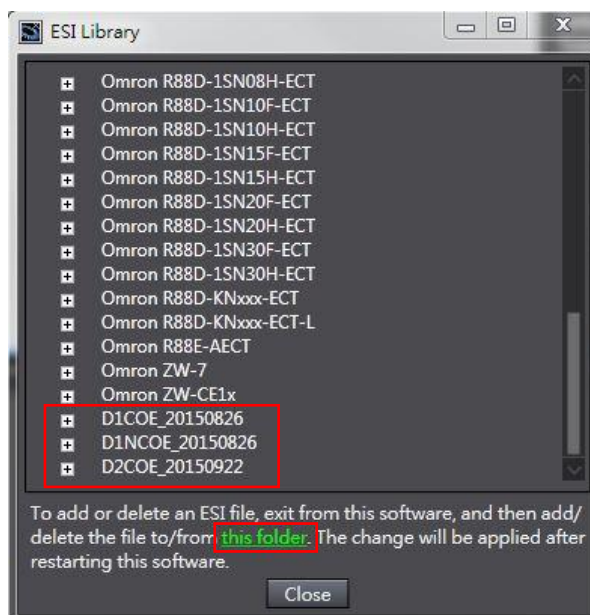 ESI Library
Omron R88D-1SN08H-ECT
Omron R88D-1SN10F-ECT
Omron R88D-1SN10H-ECT
Omron R88D-1SN15F-ECT
Omron R88D-1SN15H-ECT
Omron R88D-1SN20F-ECT
Omron R88D-1SN20H-ECT
Omron R88D-1SN30F-ECT
Omron R88D-1SN30H-ECT
Omron R88D-KNxxx-ECT
Omron R88D-KNxxx-ECT-L
Omron R88E-AECT
Omron ZW-7
Omron ZW-CE1x
D1COE_20150826
D1NCOE_20150826
D2COE_20150922
To add or delete an ESI file, exit from this software, and then add/
delete the file to/from this folder. The change will be applied after
restarting this software.
Close